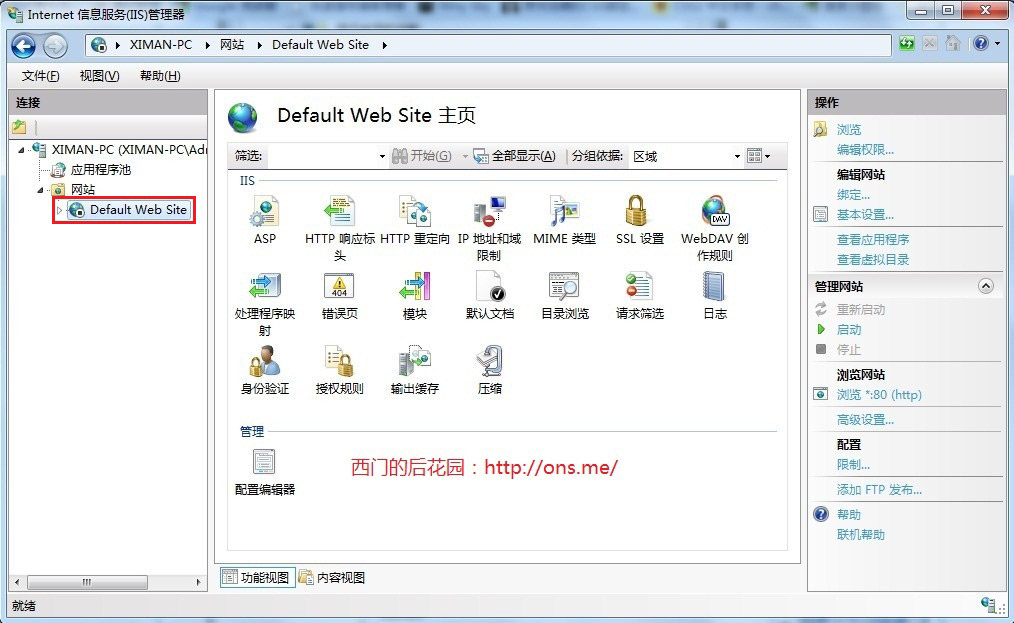 Internet 信息服务(IIS)管理器
XIMAN-PC 网站 Default Web Site
文件(F) 视图(V) 帮助(H)
连接
XIMAN-PC (XIMAN-PC\Adr
应用程序池
网站
Default Web Site
Default Web Site 主页
筛选: 开始(G) 全部显示(A) 分组依据: 区域
IIS
ASP
HTTP 响应标头
HTTP 重定向
IP 地址和域限制
MIME 类型
SSL 设置
WebDAV 创作规则
处理程序映射
404
错误页
模块
默认文档
目录浏览
请求筛选
日志
身份验证
授权规则
输出缓存
压缩
管理
配置编辑器
西门的后花园：http://ons.me/
功能视图 内容视图
操作
浏览
编辑权限...
编辑网站
绑定...
基本设置...
查看应用程序
查看虚拟目录
管理网站
重新启动
启动
停止
浏览网站
浏览 *:80 (http)
高级设置...
配置
限制...
添加 FTP 发布...
帮助
联机帮助
就绪